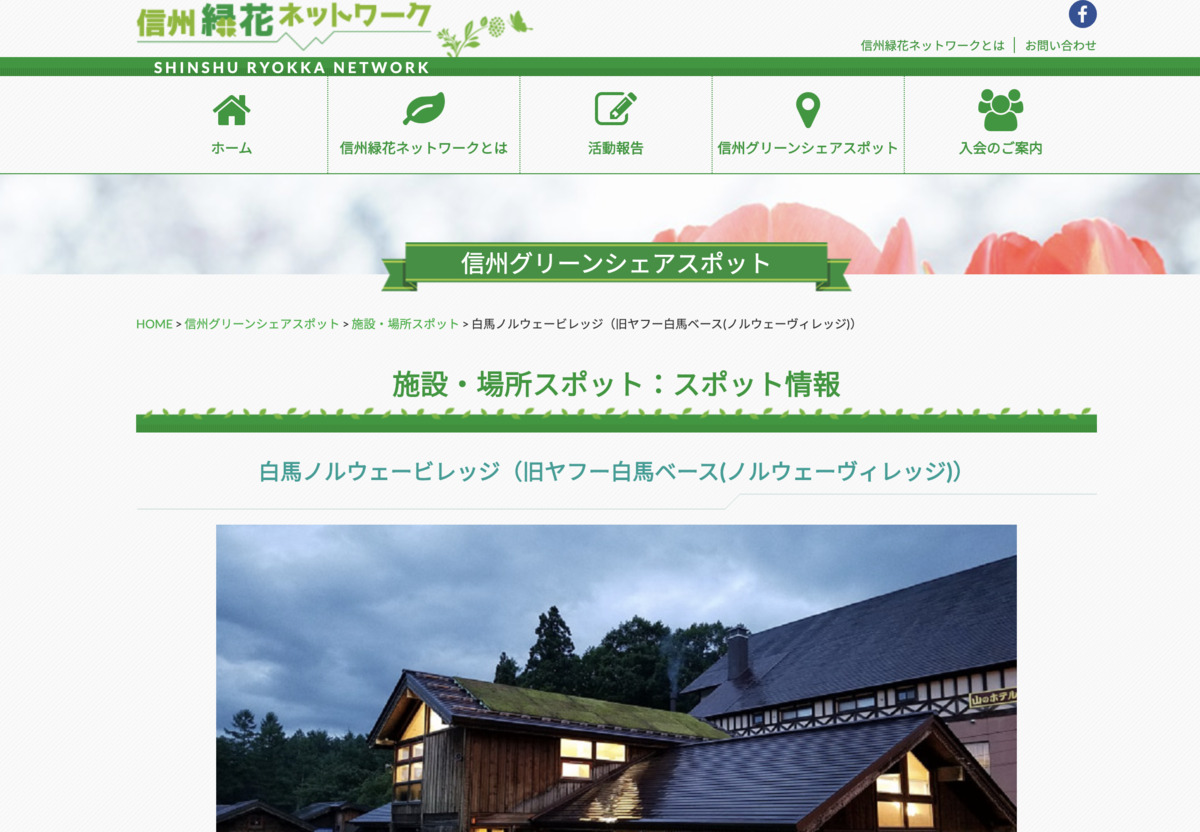 信州緑花ネットワーク
信州緑花ネットワークとは
お問い合わせ
SHINSHU RYOKKA NETWORK
ホーム
信州緑花ネットワークとは
活動報告
信州グリーンシェアスポット
入会のご案内
信州グリーンシェアスポット
HOME > 信州グリーンシェアスポット > 施設・場所スポット > 白馬ノルウェービレッジ（旧ヤフー白馬ベース(ノルウェーヴィレッジ)）
施設・場所スポット：スポット情報
白馬ノルウェービレッジ（旧ヤフー白馬ベース(ノルウェーヴィレッジ)）
山のホテル